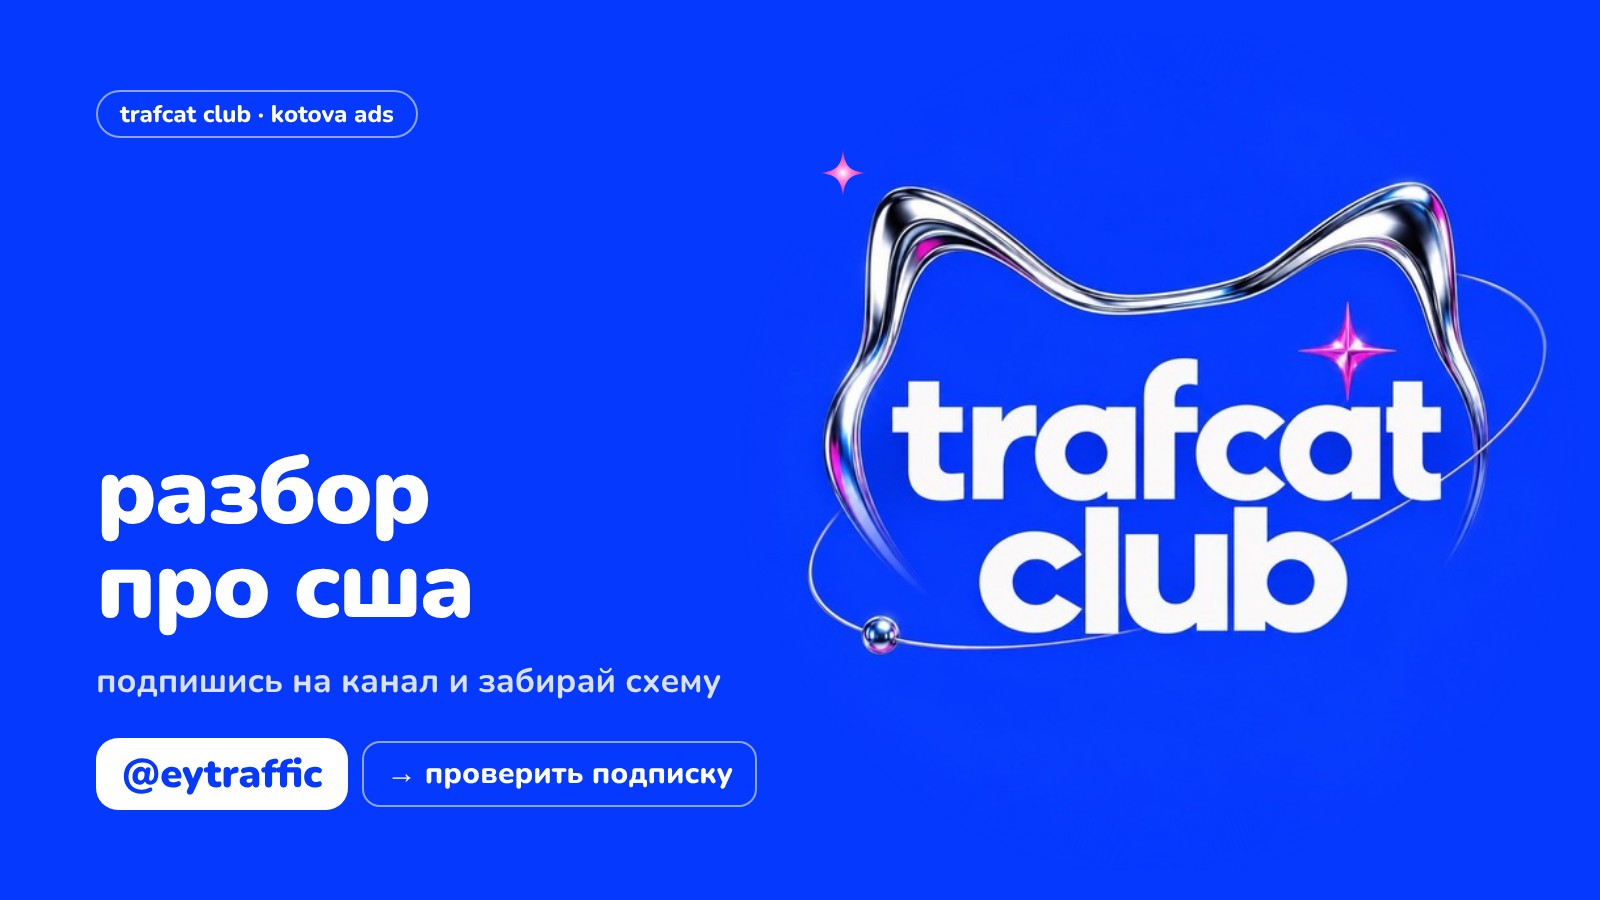 trafcat club · kotova ads
trafcat
club
разбор
про сша
подпишись на канал и забирай схему
@eytraffic
→ проверить подписку